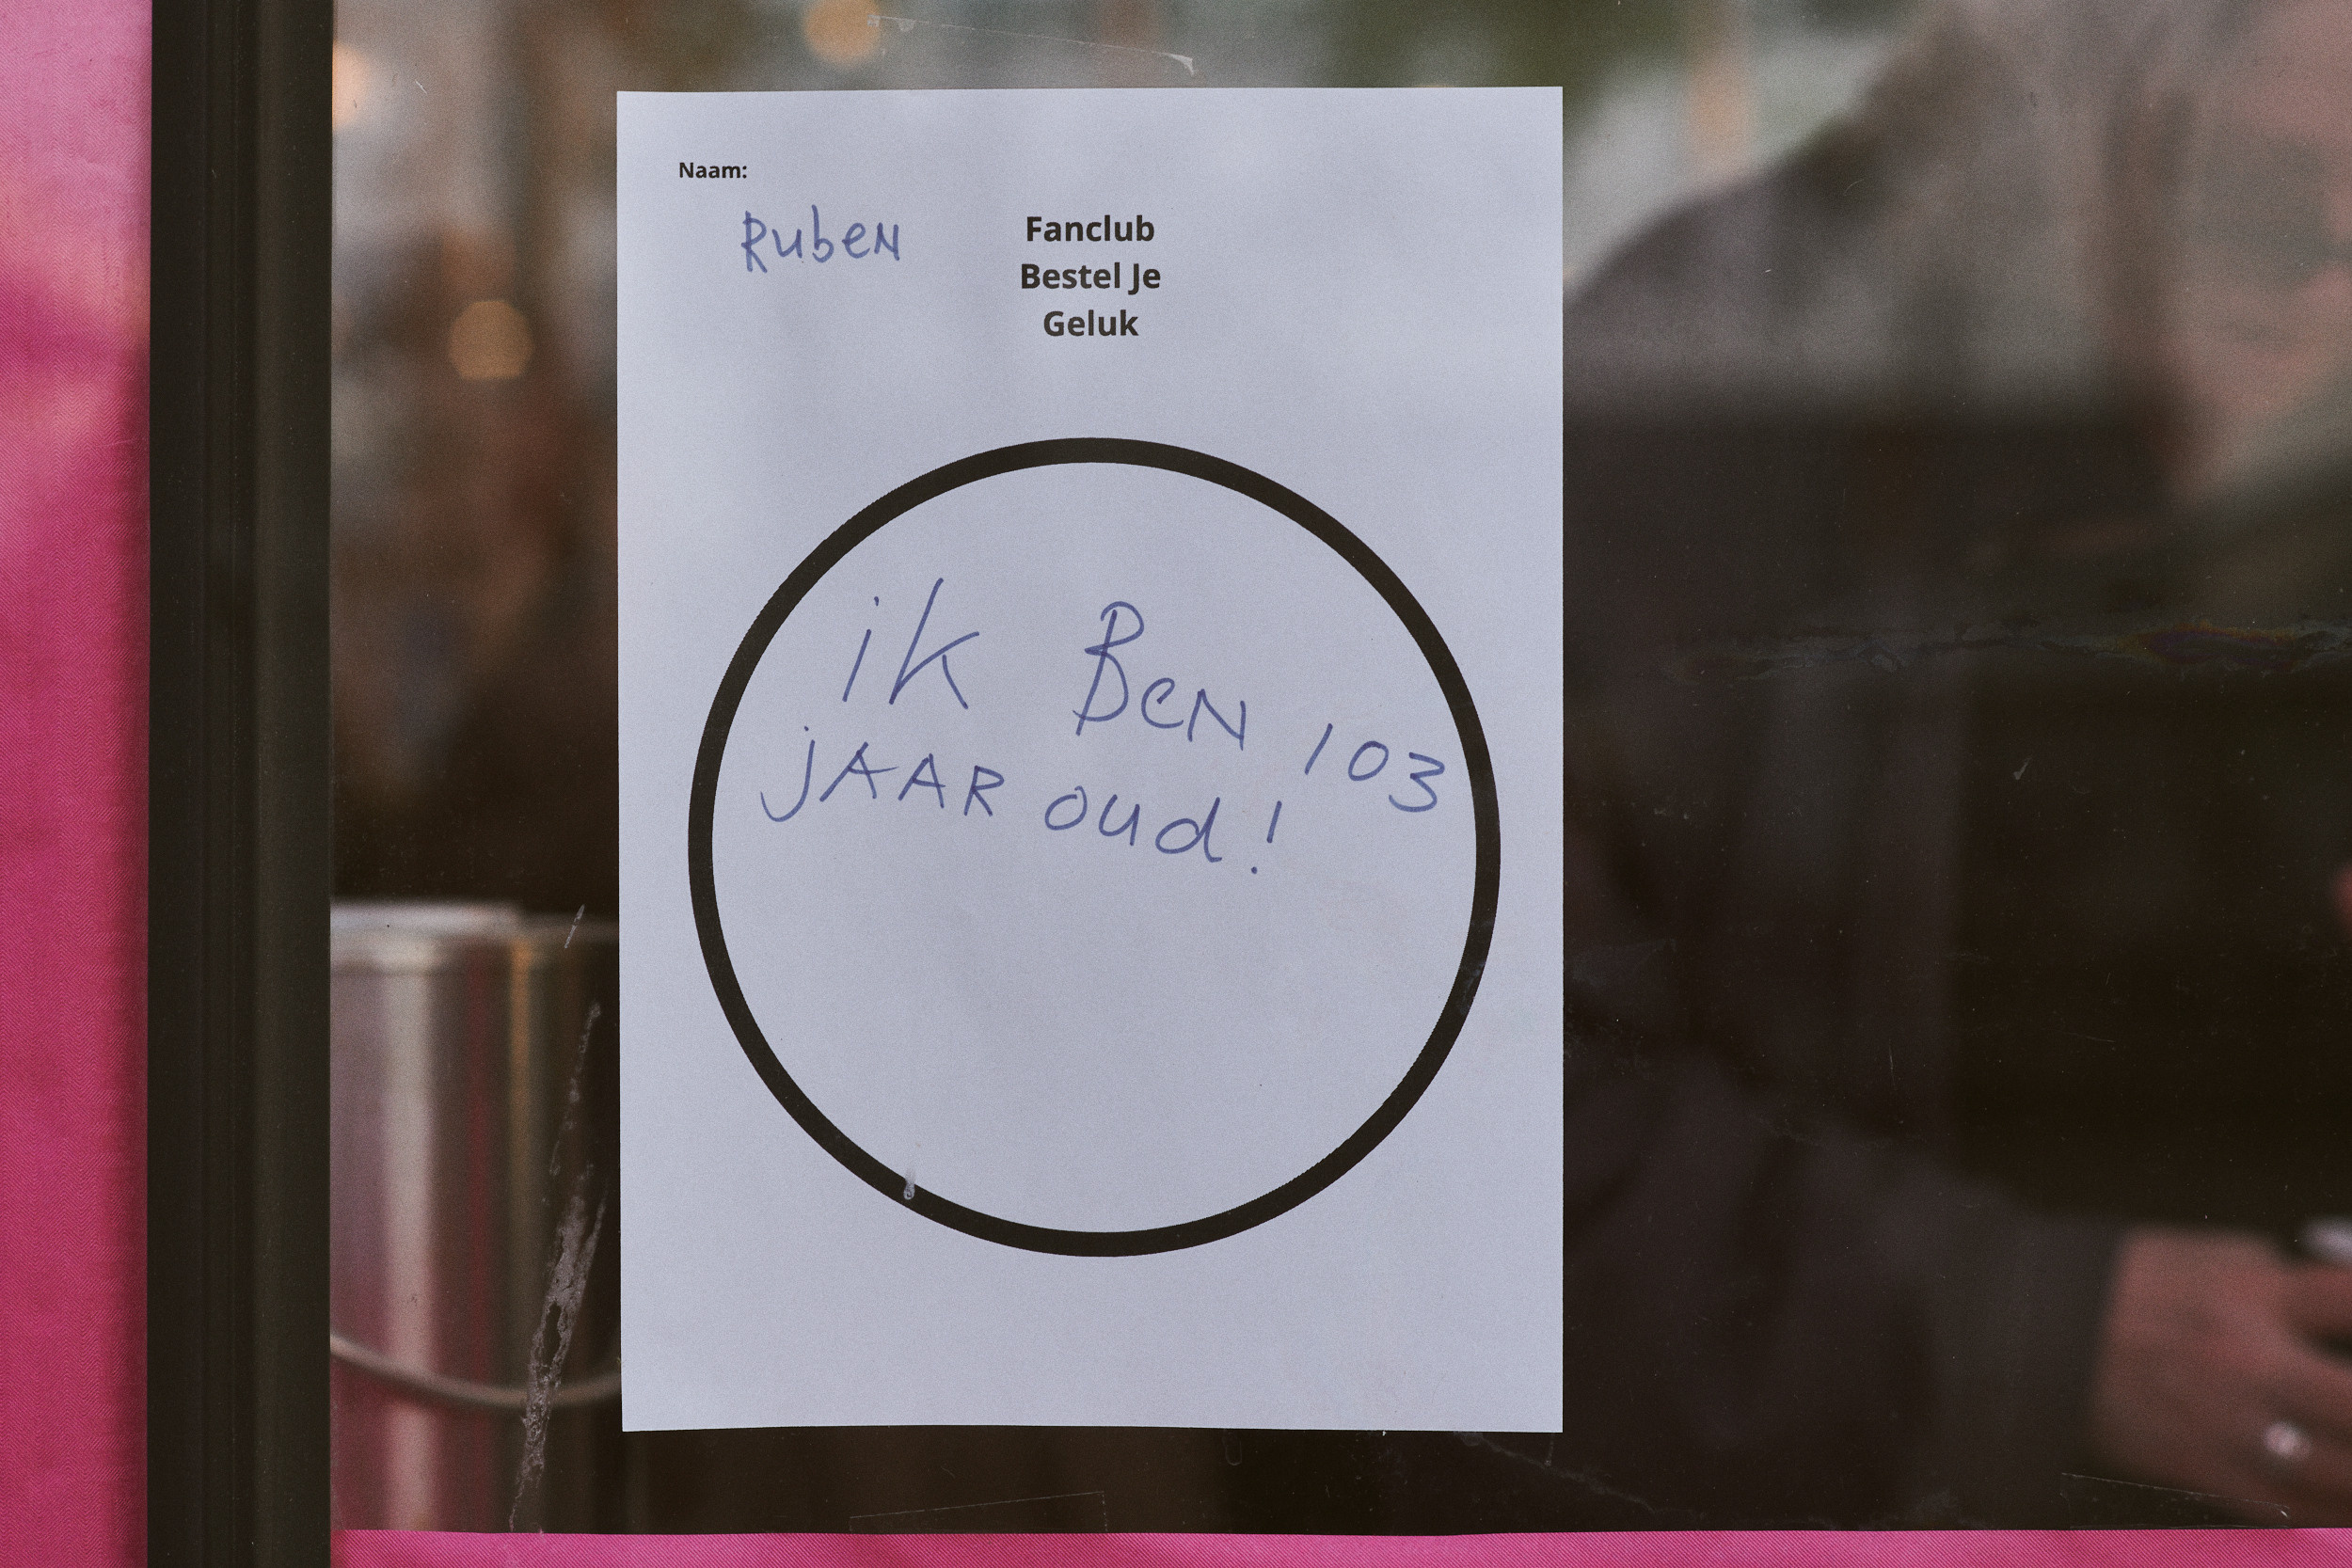 Naam:
Ruben
Fanclub
Bestel Je
Geluk
iK BeN 103
jAAR oud!